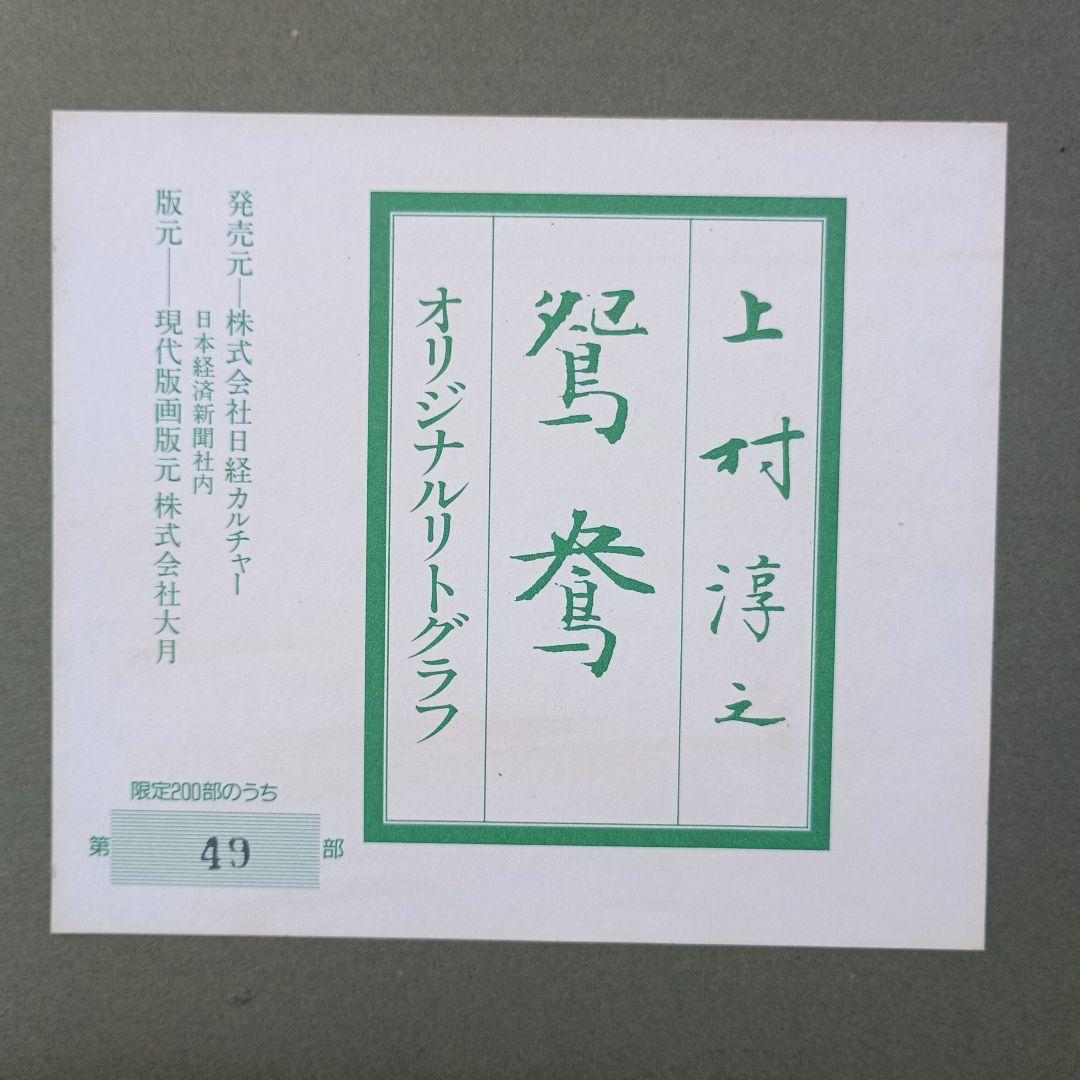 上村淳之
鴛鴦
オリジナルリトグラフ
発売元―株式会社日経カルチャー
日本経済新聞社内
版元――現代版画版元 株式会社大月
限定200部のうち
第 49 部